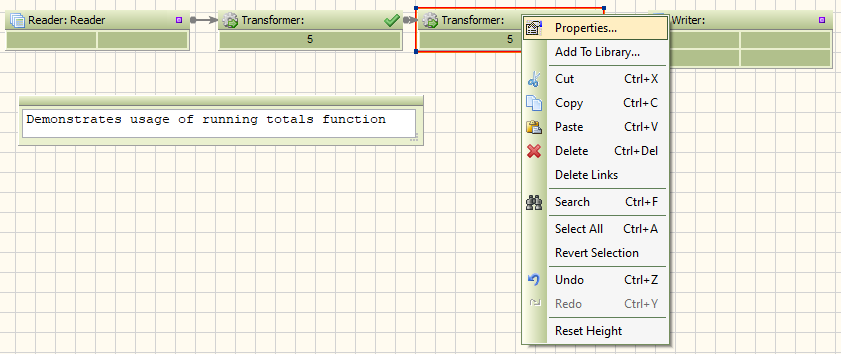 Reader: Reader
Transformer:
5
Transformer:
5
Writer:
Demonstrates usage of running totals function
Properties...
Add To Library...
Cut Ctrl+X
Copy Ctrl+C
Paste Ctrl+V
Delete Ctrl+Del
Delete Links
Search Ctrl+F
Select All Ctrl+A
Revert Selection
Undo Ctrl+Z
Redo Ctrl+Y
Reset Height